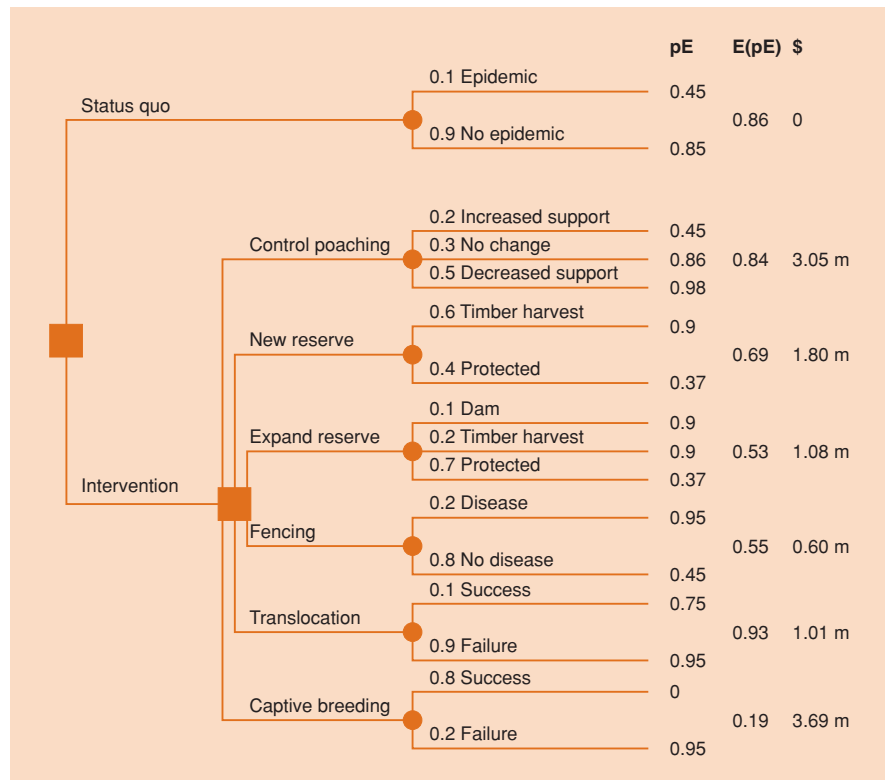 pE E(pE) $
0.1 Epidemic
0.45
Status quo
0.86 0
0.9 No epidemic
0.85
0.2 Increased support
0.45
Control poaching
0.3 No change
0.86 0.84 3.05 m
0.5 Decreased support
0.98
0.6 Timber harvest
0.9
New reserve
0.69 1.80 m
0.4 Protected
0.37
0.1 Dam
0.9
Expand reserve
0.2 Timber harvest
0.9 0.53 1.08 m
0.7 Protected
0.37
Intervention
0.2 Disease
0.95
Fencing
0.55 0.60 m
0.8 No disease
0.45
0.1 Success
0.75
Translocation
0.93 1.01 m
0.9 Failure
0.95
0.8 Success
0
Captive breeding
0.19 3.69 m
0.2 Failure
0.95